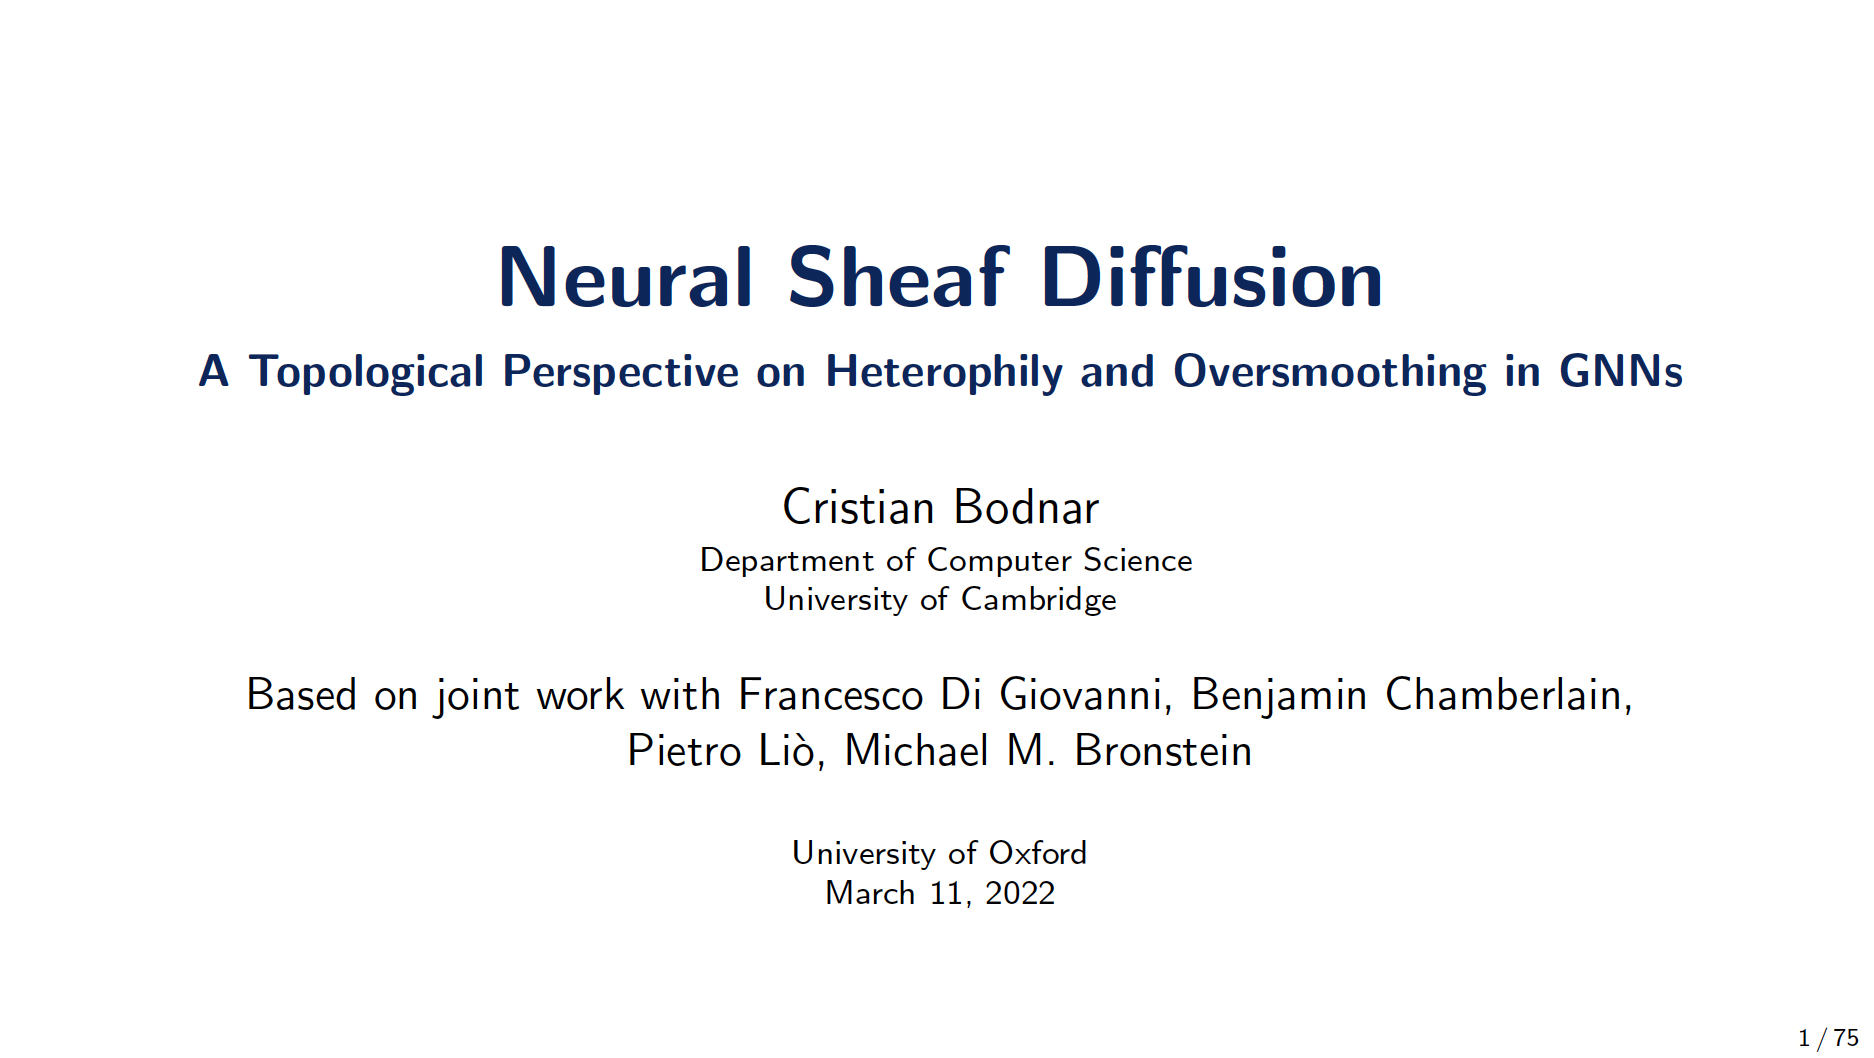 Neural Sheaf Diffusion
A Topological Perspective on Heterophily and Oversmoothing in GNNs
Cristian Bodnar
Department of Computer Science
University of Cambridge
Based on joint work with Francesco Di Giovanni, Benjamin Chamberlain,
Pietro Liò, Michael M. Bronstein
University of Oxford
March 11, 2022
1 / 75